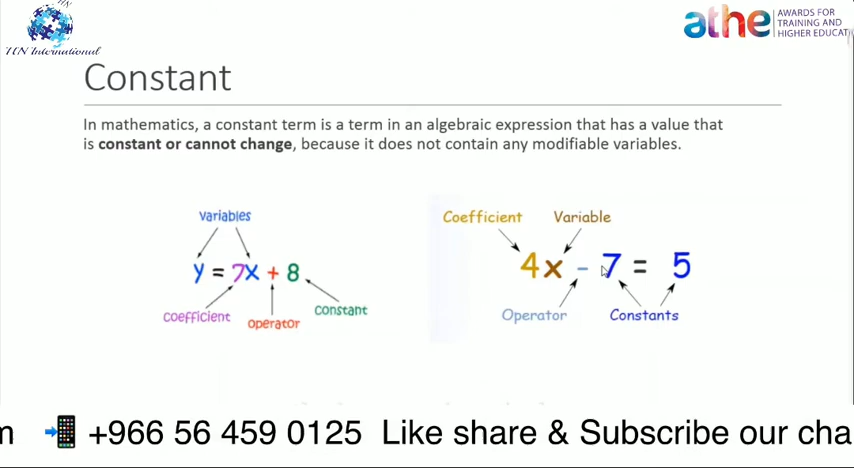 UN International
athe
AWARDS FOR
TRAINING AND
HIGHER EDUCAT
Constant
In mathematics, a constant term is a term in an algebraic expression that has a value that
is constant or cannot change, because it does not contain any modifiable variables.
Variables
y = 7x + 8
coefficient
operator
constant
Coefficient Variable
4x - 7 = 5
Operator Constants
m 📲 +966 56 459 0125 Like share & Subscribe our cha